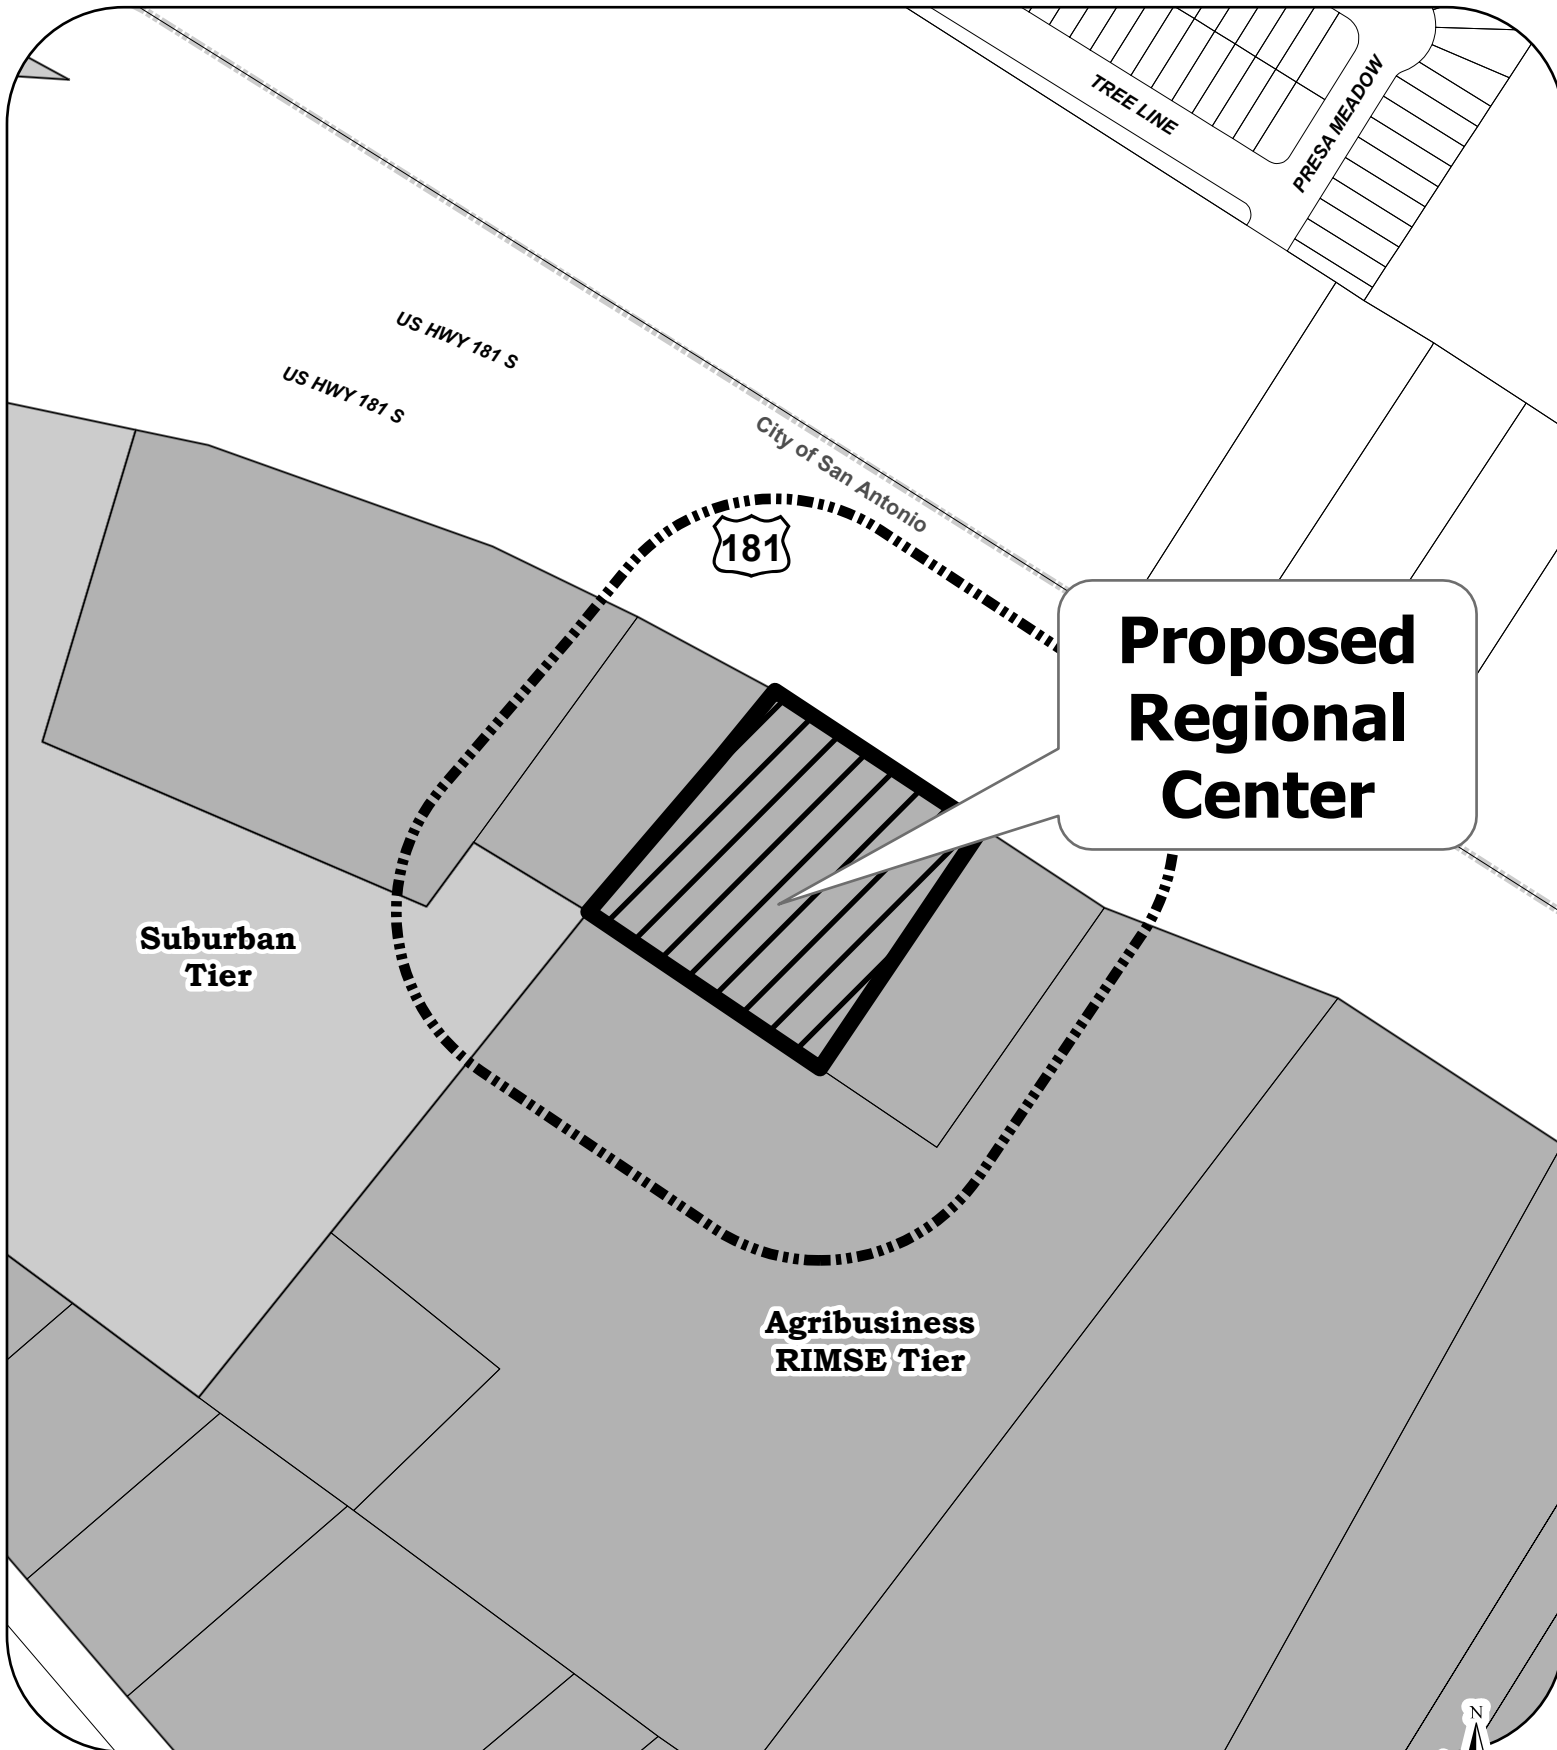 TREE LINE
PRESA MEADOW
US HWY 181 S
US HWY 181 S
City of San Antonio
181
Proposed
Regional
Center
Suburban
Tier
Agribusiness
RIMSE Tier
N